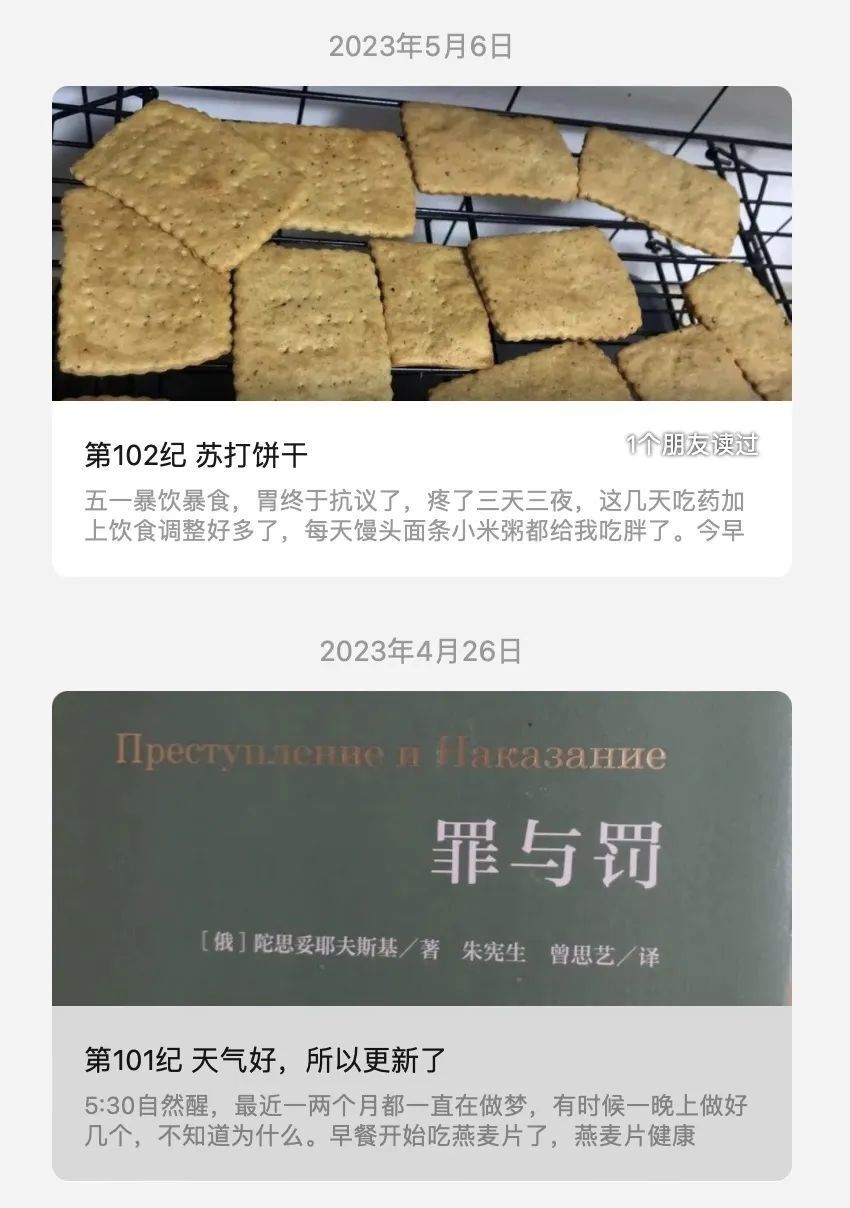 2023年5月6日
第102纪 苏打饼干
1个朋友读过
五一暴饮暴食，胃终于抗议了，疼了三天三夜，这几天吃药加
上饮食调整好多了，每天馒头面条小米粥都给我吃胖了。今早
2023年4月26日
Преступление и Наказание
罪与罚
［俄］陀思妥耶夫斯基／著 朱宪生 曾思艺／译
第101纪 天气好，所以更新了
5:30自然醒，最近一两个月都一直在做梦，有时候一晚上做好
几个，不知道为什么。早餐开始吃燕麦片了，燕麦片健康